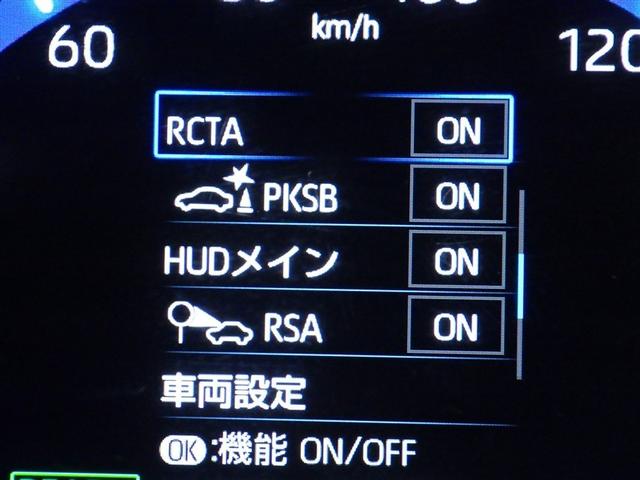 km/h
60
120
RCTA ON
PKSB ON
HUDメイン ON
RSA ON
車両設定
OK:機能 ON/OFF